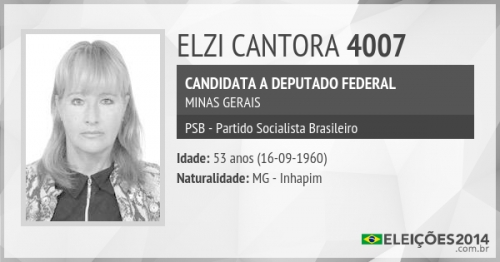 ELZI CANTORA 4007
CANDIDATA A DEPUTADO FEDERAL
MINAS GERAIS
PSB - Partido Socialista Brasileiro
Idade: 53 anos (16-09-1960)
Naturalidade: MG - Inhapim
ELEIÇÕES2014
.com.br